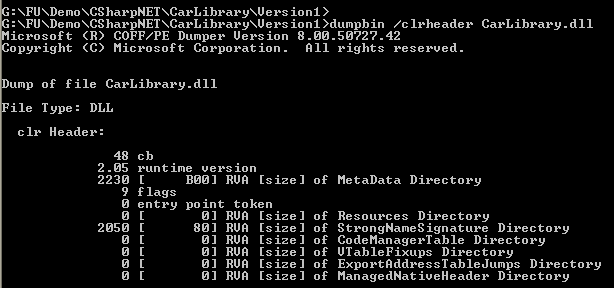 G:\FU\Demo\CSharpNET\CarLibrary\Version1>
G:\FU\Demo\CSharpNET\CarLibrary\Version1>dumpbin /clrheader CarLibrary.dll
Microsoft (R) COFF/PE Dumper Version 8.00.50727.42
Copyright (C) Microsoft Corporation.  All rights reserved.
Dump of file CarLibrary.dll
File Type: DLL
clr Header:
48 cb
2.05 runtime version
2230 [     B00] RVA [size] of MetaData Directory
9 flags
0 entry point token
0 [       0] RVA [size] of Resources Directory
2050 [      80] RVA [size] of StrongNameSignature Directory
0 [       0] RVA [size] of CodeManagerTable Directory
0 [       0] RVA [size] of VTableFixups Directory
0 [       0] RVA [size] of ExportAddressTableJumps Directory
0 [       0] RVA [size] of ManagedNativeHeader Directory